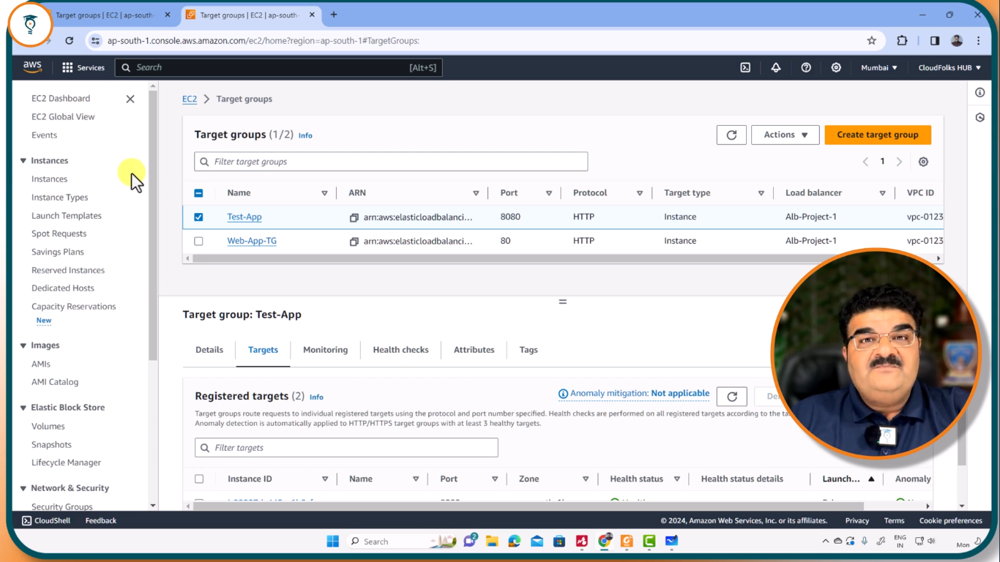 Target groups | EC2 | ap-south-
Target groups | EC2 | ap-south-
ap-south-1.console.aws.amazon.com/ec2/home?region=ap-south-1#TargetGroups:
aws
Services
Search
[Alt+S]
Mumbai
CloudFolks HUB
EC2 Dashboard
EC2 Global View
Events
Instances
Instances
Instance Types
Launch Templates
Spot Requests
Savings Plans
Reserved Instances
Dedicated Hosts
Capacity Reservations
New
Images
AMIs
AMI Catalog
Elastic Block Store
Volumes
Snapshots
Lifecycle Manager
Network & Security
Security Groups
EC2 > Target groups
Target groups (1/2) Info
Actions
Create target group
Filter target groups
1
Name ARN Port Protocol Target type Load balancer VPC ID
Test-App arn:aws:elasticloadbalanci... 8080 HTTP Instance Alb-Project-1 vpc-0123
Web-App-TG arn:aws:elasticloadbalanci... 80 HTTP Instance Alb-Project-1 vpc-0123
Target group: Test-App
Details Targets Monitoring Health checks Attributes Tags
Registered targets (2) Info
Anomaly mitigation: Not applicable
Target groups route requests to individual registered targets using the protocol and port number specified. Health checks are performed on all registered targets according to the
Anomaly detection is automatically applied to HTTP/HTTPS target groups with at least 3 healthy targets.
Filter targets
Instance ID Name Port Zone Health status Health status details Launch... Anomaly
CloudShell Feedback
© 2024, Amazon Web Services, Inc. or its affiliates. Privacy Terms Cookie preferences
Search
2
ENG
IN
Mon